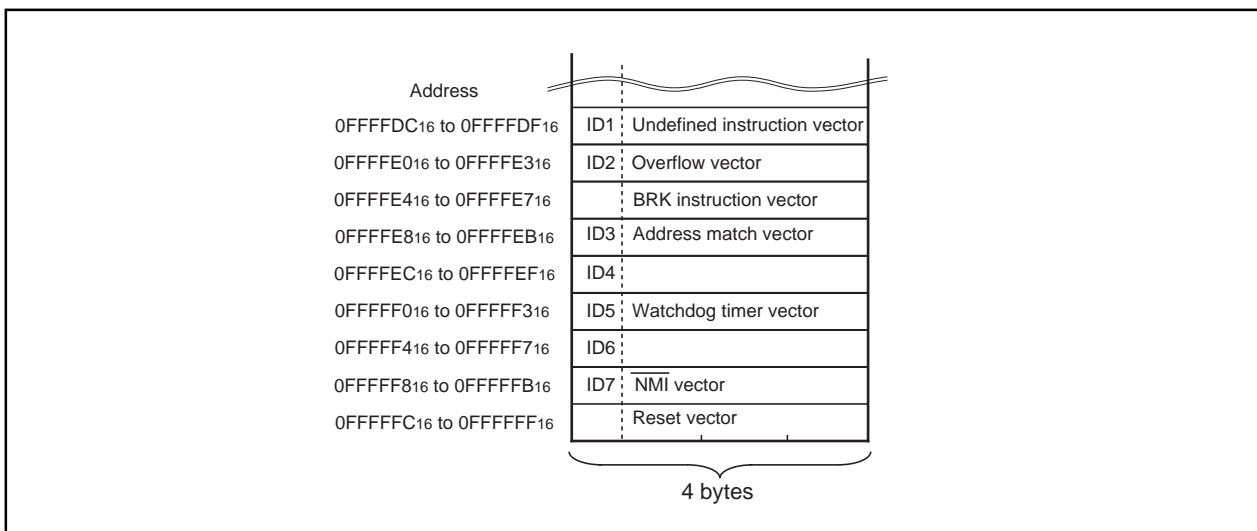 Address
0FFFFDC16 to 0FFFFDF16 ID1 Undefined instruction vector
0FFFFE016 to 0FFFFE316 ID2 Overflow vector
0FFFFE416 to 0FFFFE716 BRK instruction vector
0FFFFE816 to 0FFFFEB16 ID3 Address match vector
0FFFFEC16 to 0FFFFEF16 ID4
0FFFFF016 to 0FFFFF316 ID5 Watchdog timer vector
0FFFFF416 to 0FFFFF716 ID6
0FFFFF816 to 0FFFFFB16 ID7 NMI vector
0FFFFFC16 to 0FFFFFF16 Reset vector
4 bytes